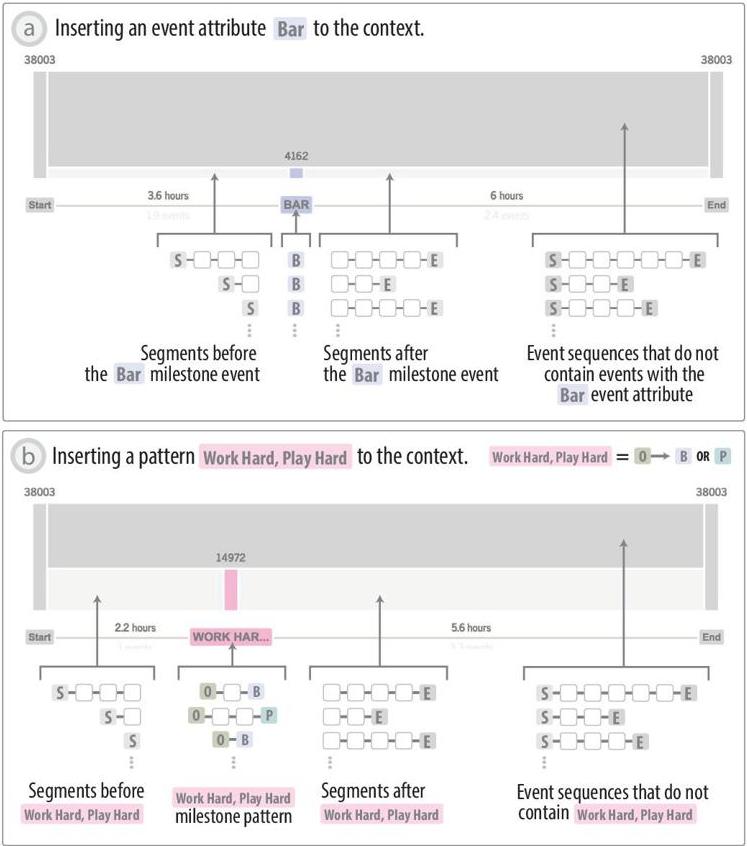 a Inserting an event attribute Bar to the context.
38003 38003
4162
3.6 hours 6 hours
Start BAR End
1.9 events 2.4 events
S B E S E
S B E S E
S B E S E
Segments before Segments after Event sequences that do not
the Bar milestone event the Bar milestone event contain events with the
Bar event attribute
b Inserting a pattern Work Hard, Play Hard to the context. Work Hard, Play Hard = O → B OR P
38003 38003
14972
2.2 hours 5.6 hours
Start WORK HAR... End
S O B E S E
S O P E S E
S O B E S E
Segments before Work Hard, Play Hard Segments after Event sequences that do not
Work Hard, Play Hard milestone pattern Work Hard, Play Hard contain Work Hard, Play Hard